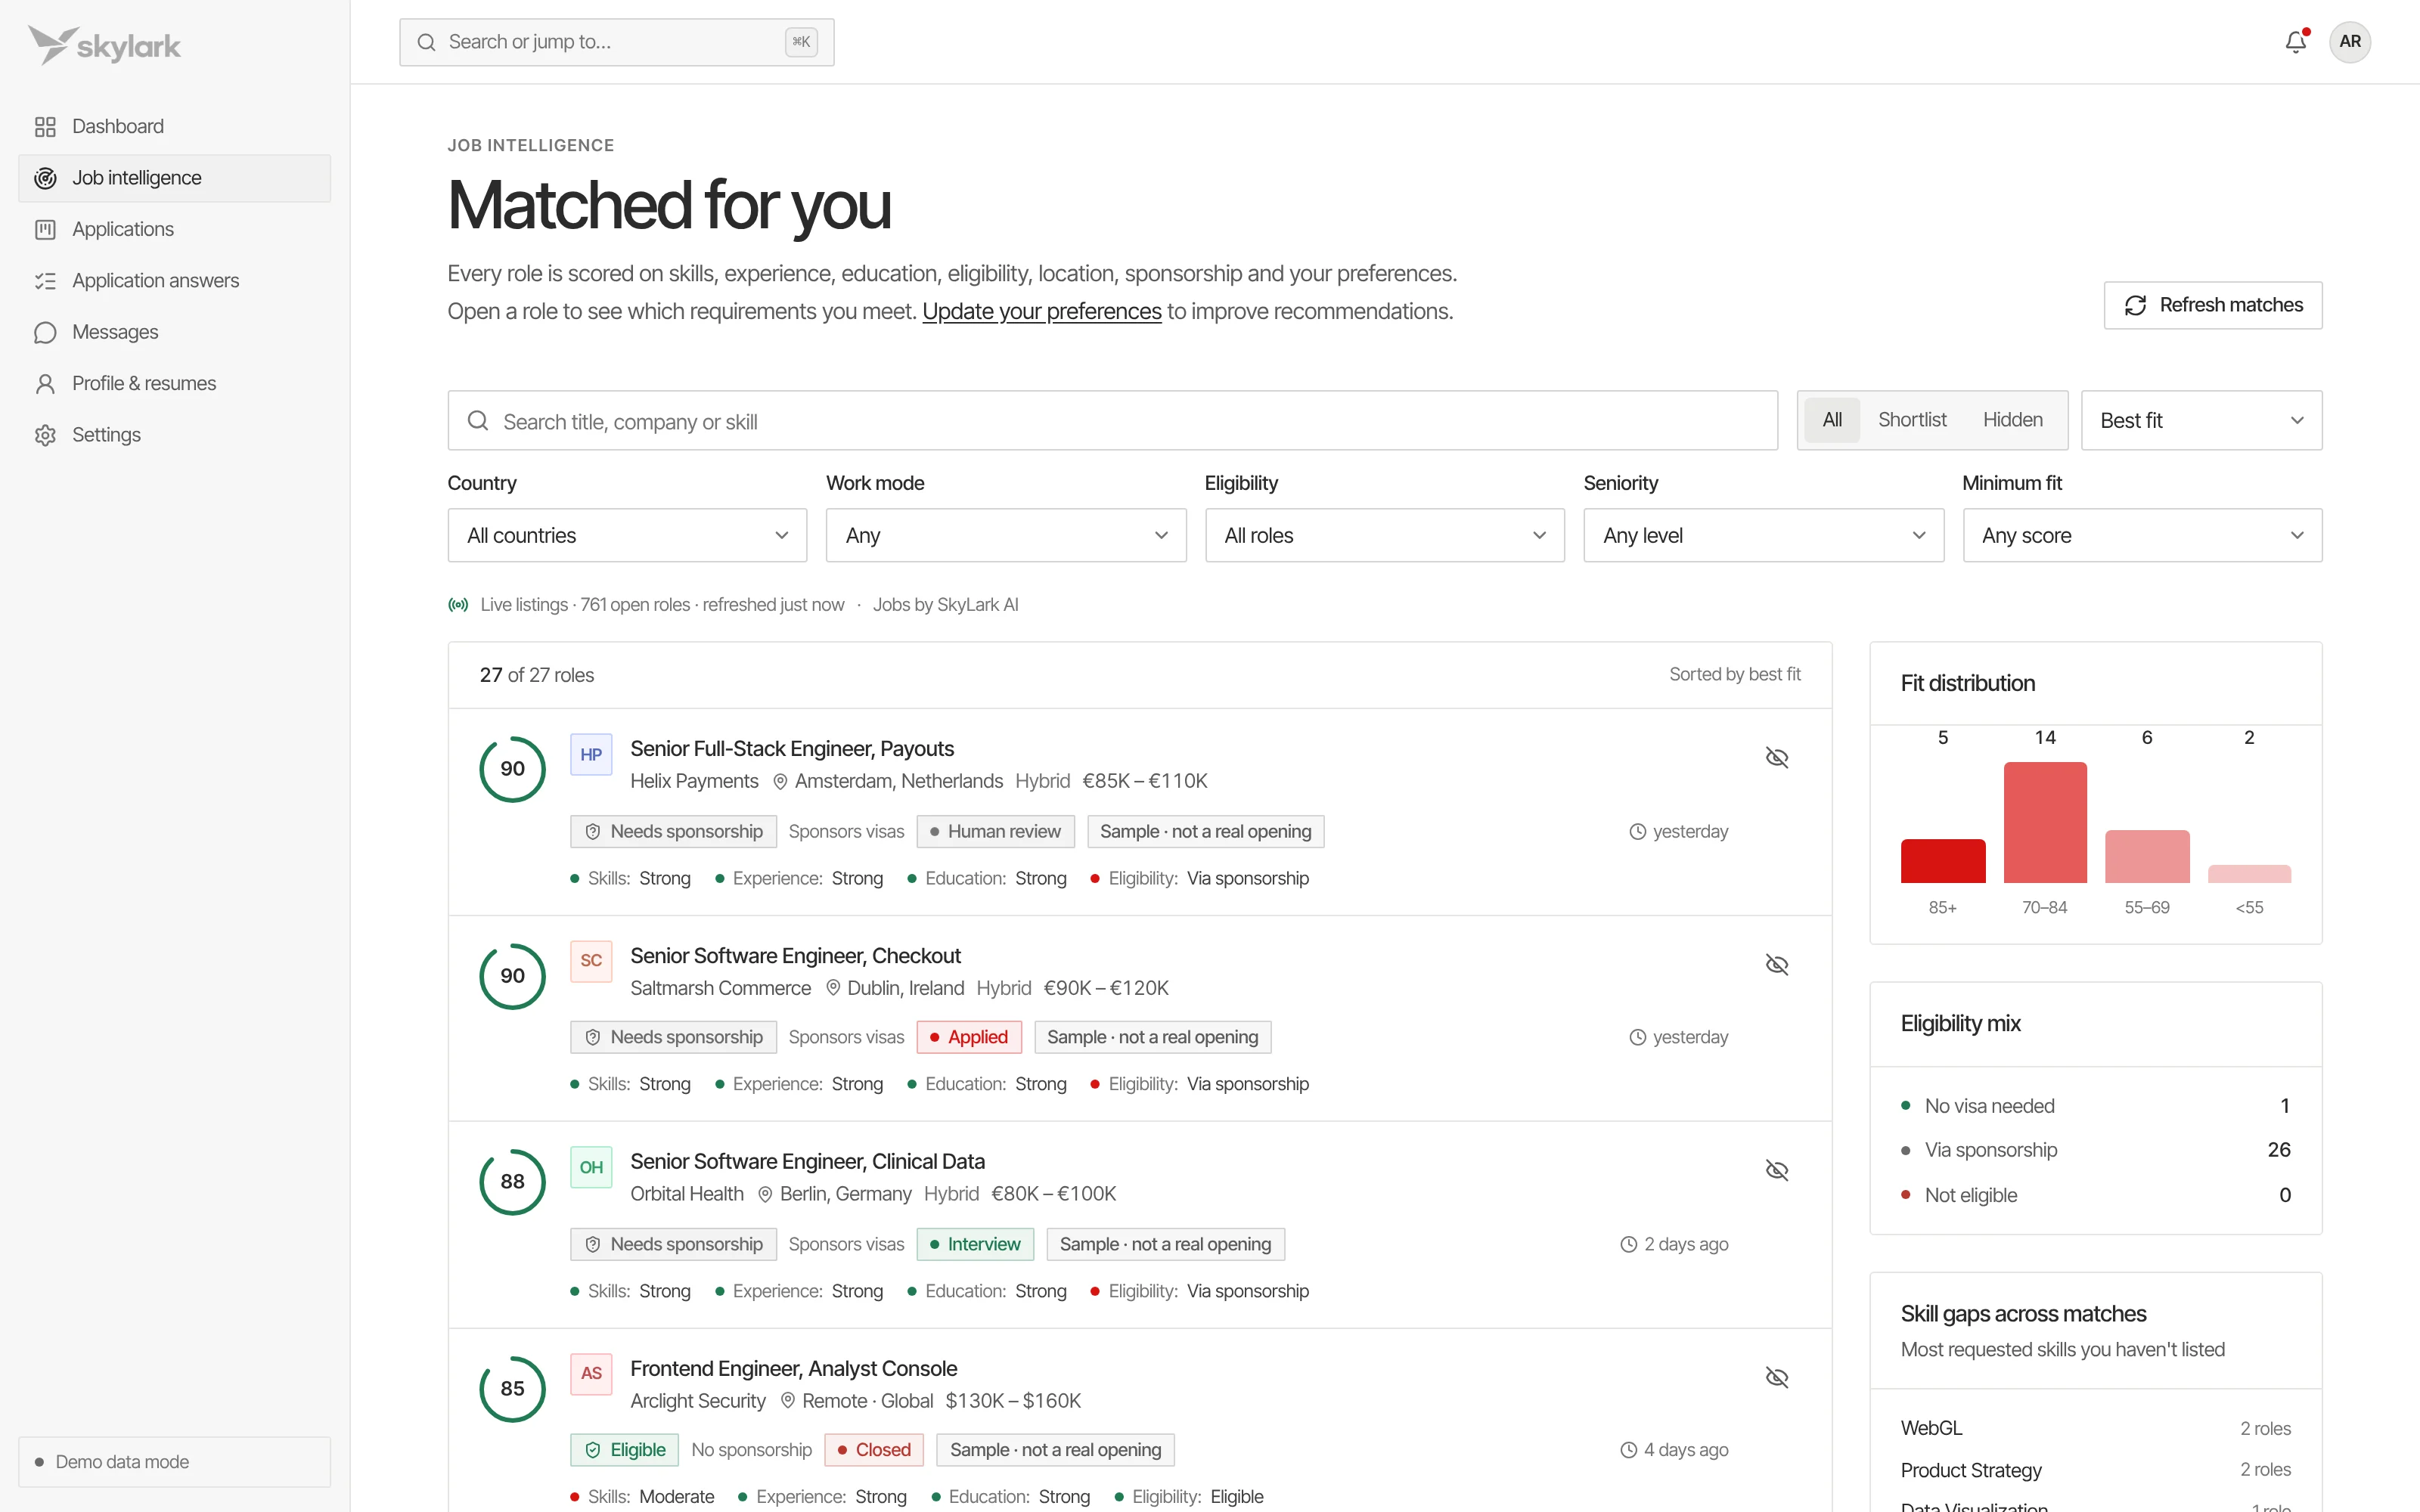 skylark
Search or jump to...
⌘K
AR
Dashboard
Job intelligence
Applications
Application answers
Messages
Profile & resumes
Settings
Demo data mode
JOB INTELLIGENCE
Matched for you
Every role is scored on skills, experience, education, eligibility, location, sponsorship and your preferences.
Open a role to see which requirements you meet. Update your preferences to improve recommendations.
Refresh matches
Search title, company or skill
All Shortlist Hidden
Best fit
Country Work mode Eligibility Seniority Minimum fit
All countries Any All roles Any level Any score
Live listings · 761 open roles · refreshed just now · Jobs by SkyLark AI
27 of 27 roles
Sorted by best fit
90
HP
Senior Full-Stack Engineer, Payouts
Helix Payments Amsterdam, Netherlands Hybrid €85K – €110K
Needs sponsorship Sponsors visas Human review Sample · not a real opening yesterday
Skills: Strong Experience: Strong Education: Strong Eligibility: Via sponsorship
90
SC
Senior Software Engineer, Checkout
Saltmarsh Commerce Dublin, Ireland Hybrid €90K – €120K
Needs sponsorship Sponsors visas Applied Sample · not a real opening yesterday
Skills: Strong Experience: Strong Education: Strong Eligibility: Via sponsorship
88
OH
Senior Software Engineer, Clinical Data
Orbital Health Berlin, Germany Hybrid €80K – €100K
Needs sponsorship Sponsors visas Interview Sample · not a real opening 2 days ago
Skills: Strong Experience: Strong Education: Strong Eligibility: Via sponsorship
85
AS
Frontend Engineer, Analyst Console
Arclight Security Remote · Global $130K – $160K
Eligible No sponsorship Closed Sample · not a real opening 4 days ago
Skills: Moderate Experience: Strong Education: Strong Eligibility: Eligible
Fit distribution
5 14 6 2
85+ 70–84 55–69 <55
Eligibility mix
No visa needed 1
Via sponsorship 26
Not eligible 0
Skill gaps across matches
Most requested skills you haven't listed
WebGL 2 roles
Product Strategy 2 roles
Data Visualization 1 role